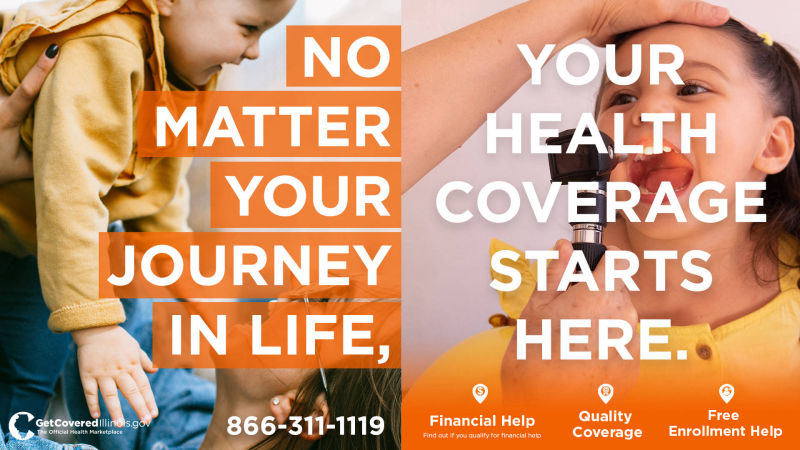 NO
MATTER
YOUR
JOURNEY
IN LIFE,
GetCoveredIllinois.gov
The Official Health Marketplace
866-311-1119
YOUR
HEALTH
COVERAGE
STARTS
HERE.
Financial Help
Find out if you qualify for financial help
Quality
Coverage
Free
Enrollment Help